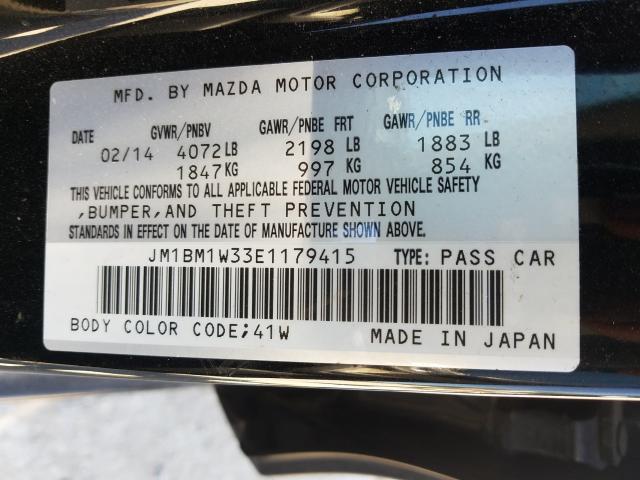 MFD. BY MAZDA MOTOR CORPORATION
DATE GVWR/PNBV GAWR/PNBE FRT GAWR/PNBE RR
02/14 4072 LB 2198 LB 1883 LB
1847 KG 997 KG 854 KG
THIS VEHICLE CONFORMS TO ALL APPLICABLE FEDERAL MOTOR VEHICLE SAFETY
,BUMPER,AND THEFT PREVENTION
STANDARDS IN EFFECT ON THE DATE OF MANUFACTURE SHOWN ABOVE.
JM1BM1W33E1179415 TYPE: PASS CAR
BODY COLOR CODE;41W MADE IN JAPAN